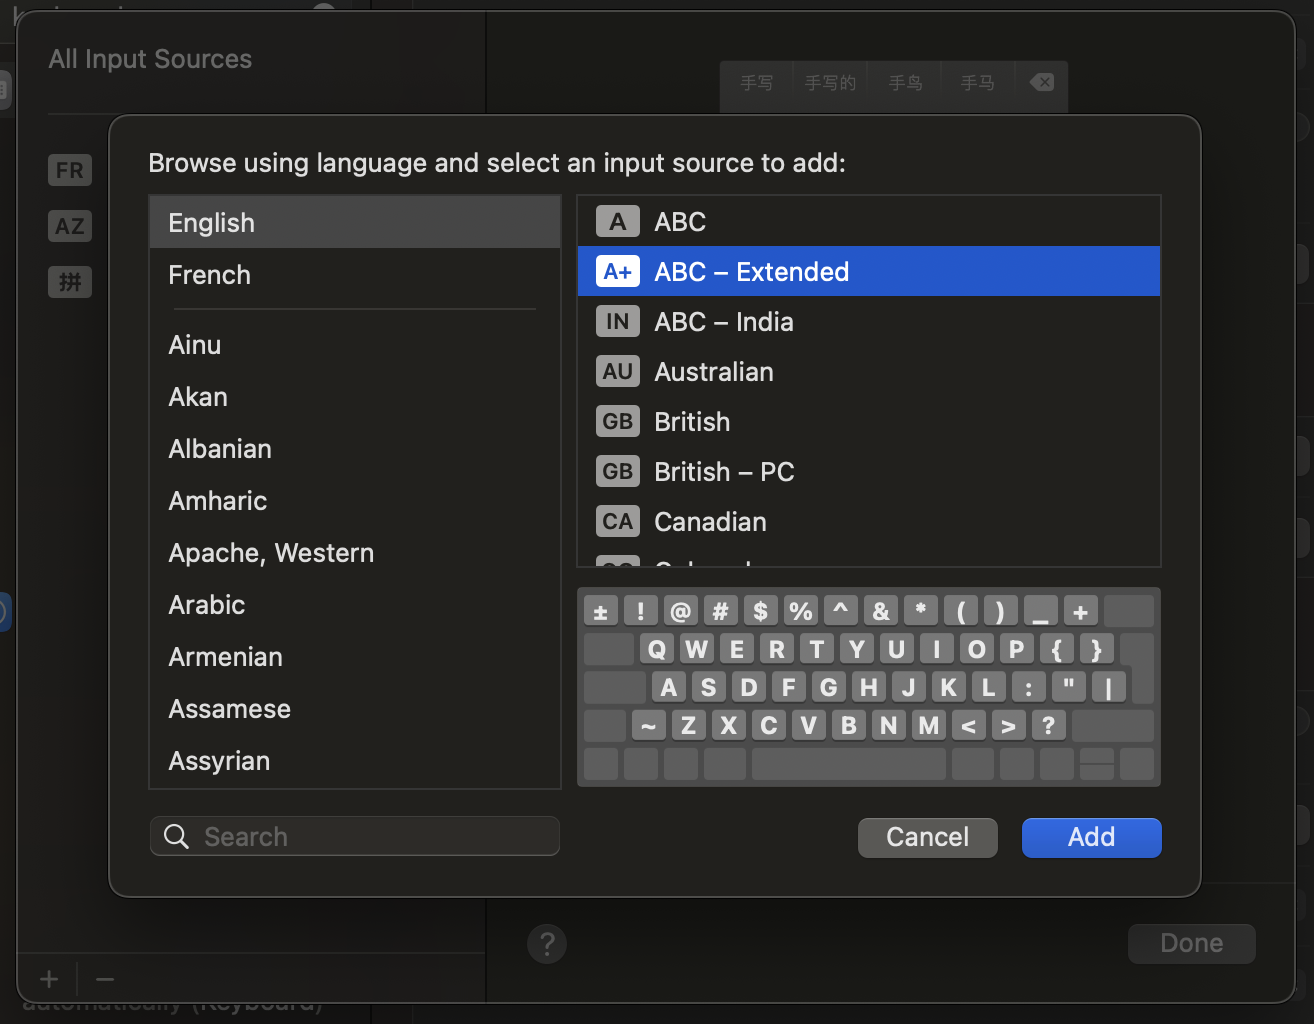 All Input Sources
手写 手写的 手鸟 手马
FR
AZ
拼
Browse using language and select an input source to add:
English
French
Ainu
Akan
Albanian
Amharic
Apache, Western
Arabic
Armenian
Assamese
Assyrian
Search
A ABC
A+ ABC – Extended
IN ABC – India
AU Australian
GB British
GB British – PC
CA Canadian
± ! @ # $ % ^ & * ( ) _ +
Q W E R T Y U I O P { }
A S D F G H J K L : " |
~ Z X C V B N M < > ?
Cancel Add
? Done
+ −
automatically (Keyboard)